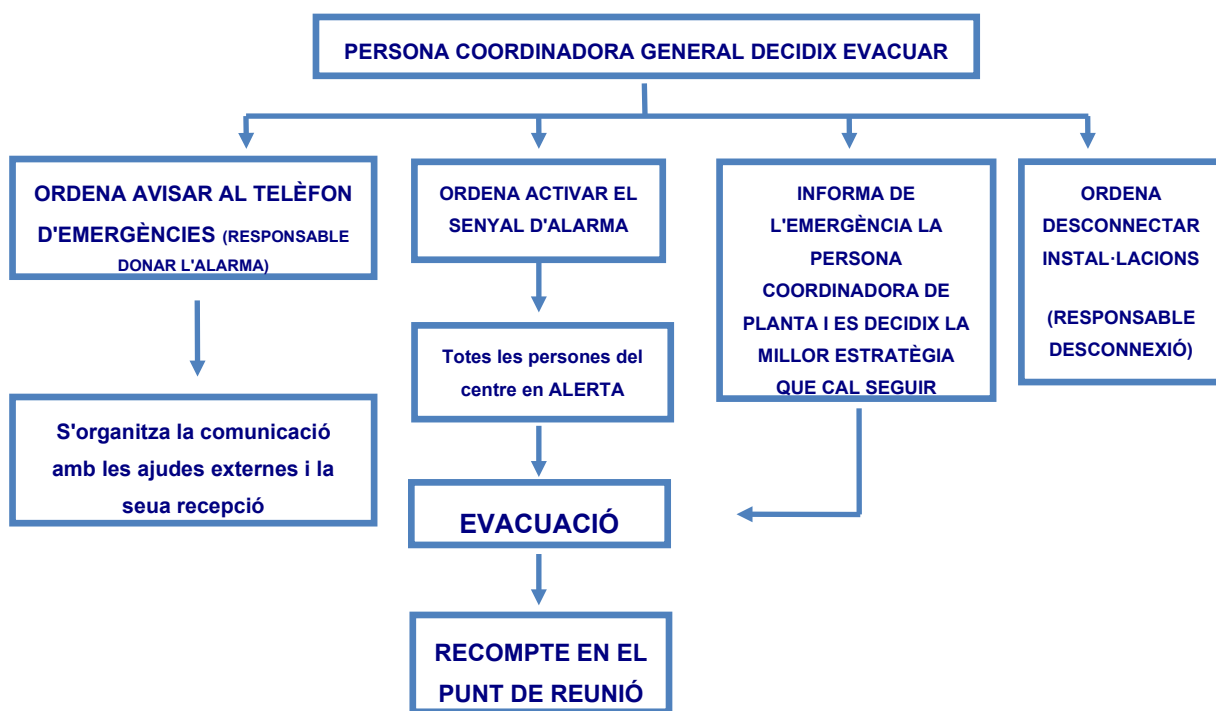 PERSONA COORDINADORA GENERAL DECIDIX EVACUAR
ORDENA AVISAR AL TELÈFON
D'EMERGÈNCIES (RESPONSABLE
DONAR L'ALARMA)
ORDENA ACTIVAR EL
SENYAL D'ALARMA
INFORMA DE
L'EMERGÈNCIA LA
PERSONA
COORDINADORA DE
PLANTA I ES DECIDIX LA
MILLOR ESTRATÈGIA
QUE CAL SEGUIR
ORDENA
DESCONNECTAR
INSTAL·LACIONS
(RESPONSABLE
DESCONNEXIÓ)
Totes les persones del
centre en ALERTA
S'organitza la comunicació
amb les ajudes externes i la
seua recepció
EVACUACIÓ
RECOMPTE EN EL
PUNT DE REUNIÓ